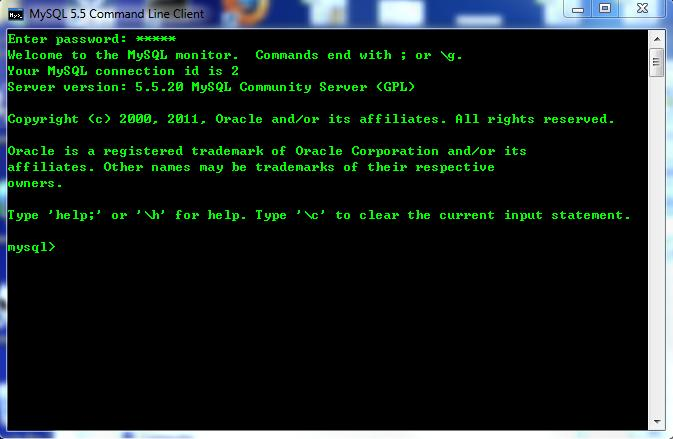 MySQL 5.5 Command Line Client
Enter password: *****
Welcome to the MySQL monitor.  Commands end with ; or \g.
Your MySQL connection id is 2
Server version: 5.5.20 MySQL Community Server (GPL)
Copyright (c) 2000, 2011, Oracle and/or its affiliates. All rights reserved.
Oracle is a registered trademark of Oracle Corporation and/or its
affiliates. Other names may be trademarks of their respective
owners.
Type 'help;' or '\h' for help. Type '\c' to clear the current input statement.
mysql>